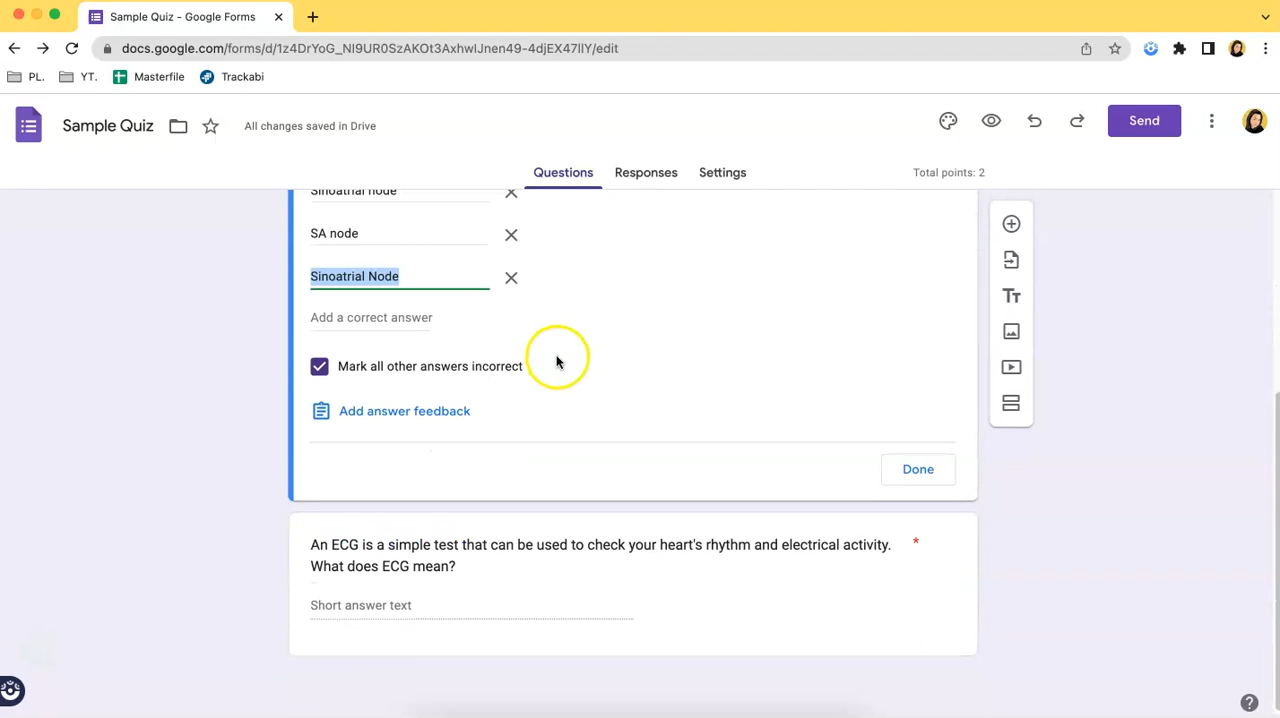 Sample Quiz - Google Forms
docs.google.com/forms/d/1z4DrYoG_NI9UR0SzAKOt3AxhwIJnen49-4djEX47lIY/edit
PL.
YT.
Masterfile
Trackabi
Sample Quiz
All changes saved in Drive
Send
Questions
Responses
Settings
Total points: 2
Sinoatrial node
SA node
Sinoatrial Node
Add a correct answer
Mark all other answers incorrect
Add answer feedback
Done
An ECG is a simple test that can be used to check your heart's rhythm and electrical activity. *
What does ECG mean?
Short answer text